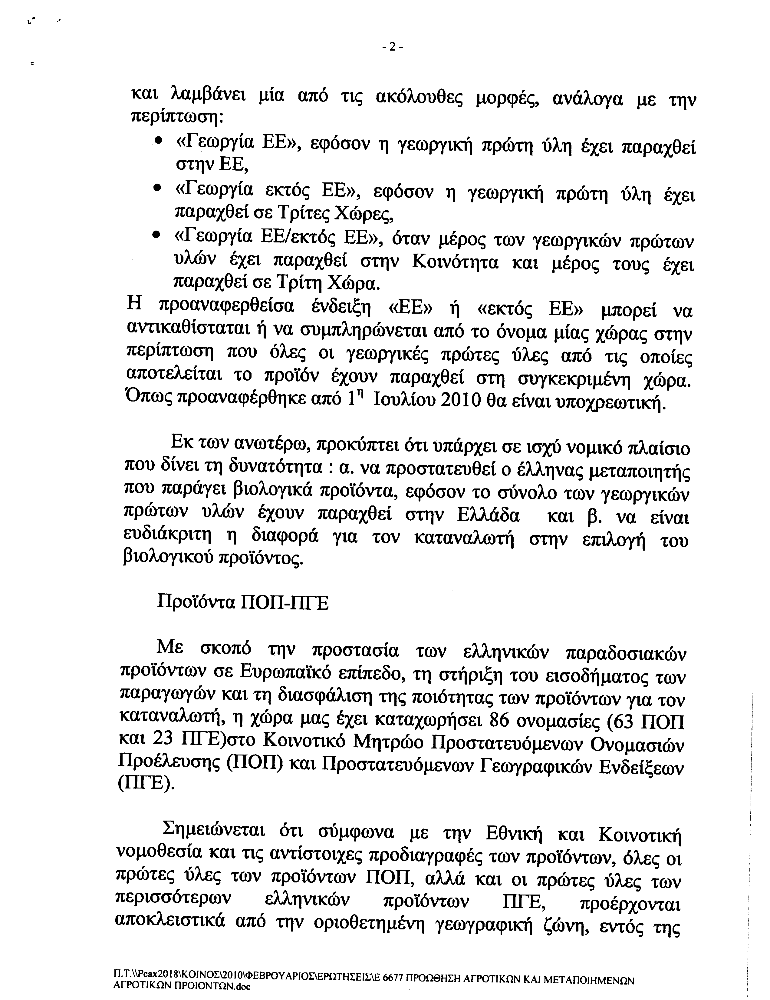 - 2 -
και λαμβάνει μία από τις ακόλουθες μορφές, ανάλογα με την
περίπτωση:
• «Γεωργία ΕΕ», εφόσον η γεωργική πρώτη ύλη έχει παραχθεί
στην ΕΕ,
• «Γεωργία εκτός ΕΕ», εφόσον η γεωργική πρώτη ύλη έχει
παραχθεί σε Τρίτες Χώρες,
• «Γεωργία ΕΕ/εκτός ΕΕ», όταν μέρος των γεωργικών πρώτων
υλών έχει παραχθεί στην Κοινότητα και μέρος τους έχει
παραχθεί σε Τρίτη Χώρα.
Η προαναφερθείσα ένδειξη «ΕΕ» ή «εκτός ΕΕ» μπορεί να
αντικαθίσταται ή να συμπληρώνεται από το όνομα μίας χώρας στην
περίπτωση που όλες οι γεωργικές πρώτες ύλες από τις οποίες
αποτελείται το προϊόν έχουν παραχθεί στη συγκεκριμένη χώρα.
Όπως προαναφέρθηκε από 1η Ιουλίου 2010 θα είναι υποχρεωτική.
Εκ των ανωτέρω, προκύπτει ότι υπάρχει σε ισχύ νομικό πλαίσιο
που δίνει τη δυνατότητα : α. να προστατευθεί ο έλληνας μεταποιητής
που παράγει βιολογικά προϊόντα, εφόσον το σύνολο των γεωργικών
πρώτων υλών έχουν παραχθεί στην Ελλάδα και β. να είναι
ευδιάκριτη η διαφορά για τον καταναλωτή στην επιλογή του
βιολογικού προϊόντος.
Προϊόντα ΠΟΠ-ΠΓΕ
Με σκοπό την προστασία των ελληνικών παραδοσιακών
προϊόντων σε Ευρωπαϊκό επίπεδο, τη στήριξη του εισοδήματος των
παραγωγών και τη διασφάλιση της ποιότητας των προϊόντων για τον
καταναλωτή, η χώρα μας έχει καταχωρήσει 86 ονομασίες (63 ΠΟΠ
και 23 ΠΓΕ)στο Κοινοτικό Μητρώο Προστατευόμενων Ονομασιών
Προέλευσης (ΠΟΠ) και Προστατευόμενων Γεωγραφικών Ενδείξεων
(ΠΓΕ).
Σημειώνεται ότι σύμφωνα με την Εθνική και Κοινοτική
νομοθεσία και τις αντίστοιχες προδιαγραφές των προϊόντων, όλες οι
πρώτες ύλες των προϊόντων ΠΟΠ, αλλά και οι πρώτες ύλες των
περισσότερων ελληνικών προϊόντων ΠΓΕ, προέρχονται
αποκλειστικά από την οριοθετημένη γεωγραφική ζώνη, εντός της
Π.Τ.\\Pcax2018\ΚΟΙΝΟΣ\2010\ΦΕΒΡΟΥΑΡΙΟΣ\ΕΡΩΤΗΣΕΙΣ\Ε 6677 ΠΡΟΩΘΗΣΗ ΑΓΡΟΤΙΚΩΝ ΚΑΙ ΜΕΤΑΠΟΙΗΜΕΝΩΝ
ΑΓΡΟΤΙΚΩΝ ΠΡΟΙΟΝΤΩΝ.doc